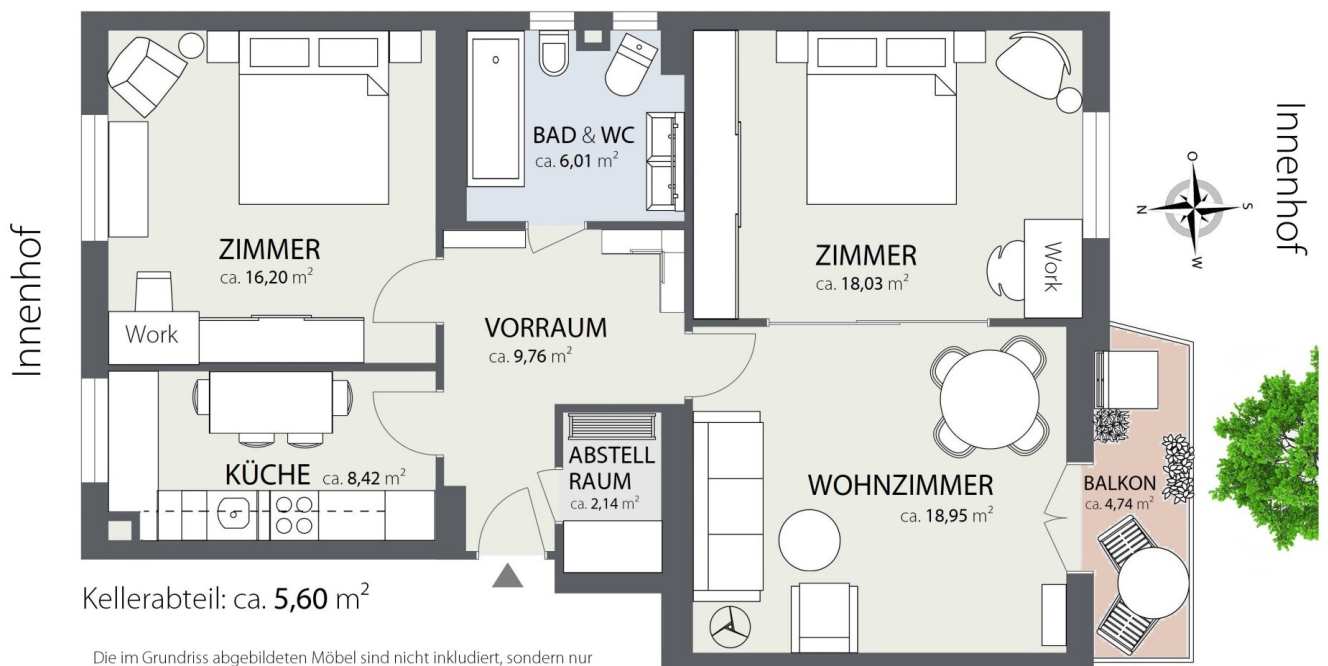 Innenhof
ZIMMER
ca. 16,20 m²
Work
BAD & WC
ca. 6,01 m²
ZIMMER
ca. 18,03 m²
Work
O
N
S
W
Innenhof
VORRAUM
ca. 9,76 m²
KÜCHE ca. 8,42 m²
ABSTELL
RAUM
ca. 2,14 m²
WOHNZIMMER
ca. 18,95 m²
BALKON
ca. 4,74 m²
Kellerabteil: ca. 5,60 m²
Die im Grundriss abgebildeten Möbel sind nicht inkludiert, sondern nur